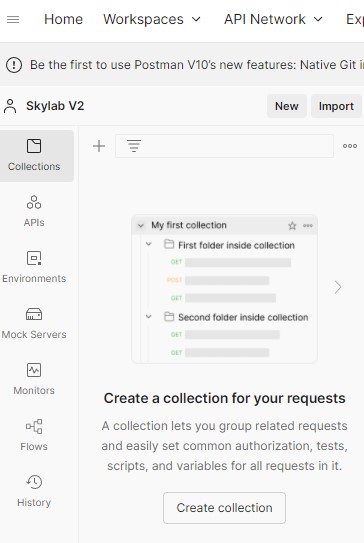 Home Workspaces API Network Ex
Be the first to use Postman V10's new features: Native Git i
Skylab V2 New Import
Collections
APIs
Environments
Mock Servers
Monitors
Flows
History
My first collection
First folder inside collection
GET
POST
GET
Second folder inside collection
GET
GET
Create a collection for your requests
A collection lets you group related requests
and easily set common authorization, tests,
scripts, and variables for all requests in it.
Create collection